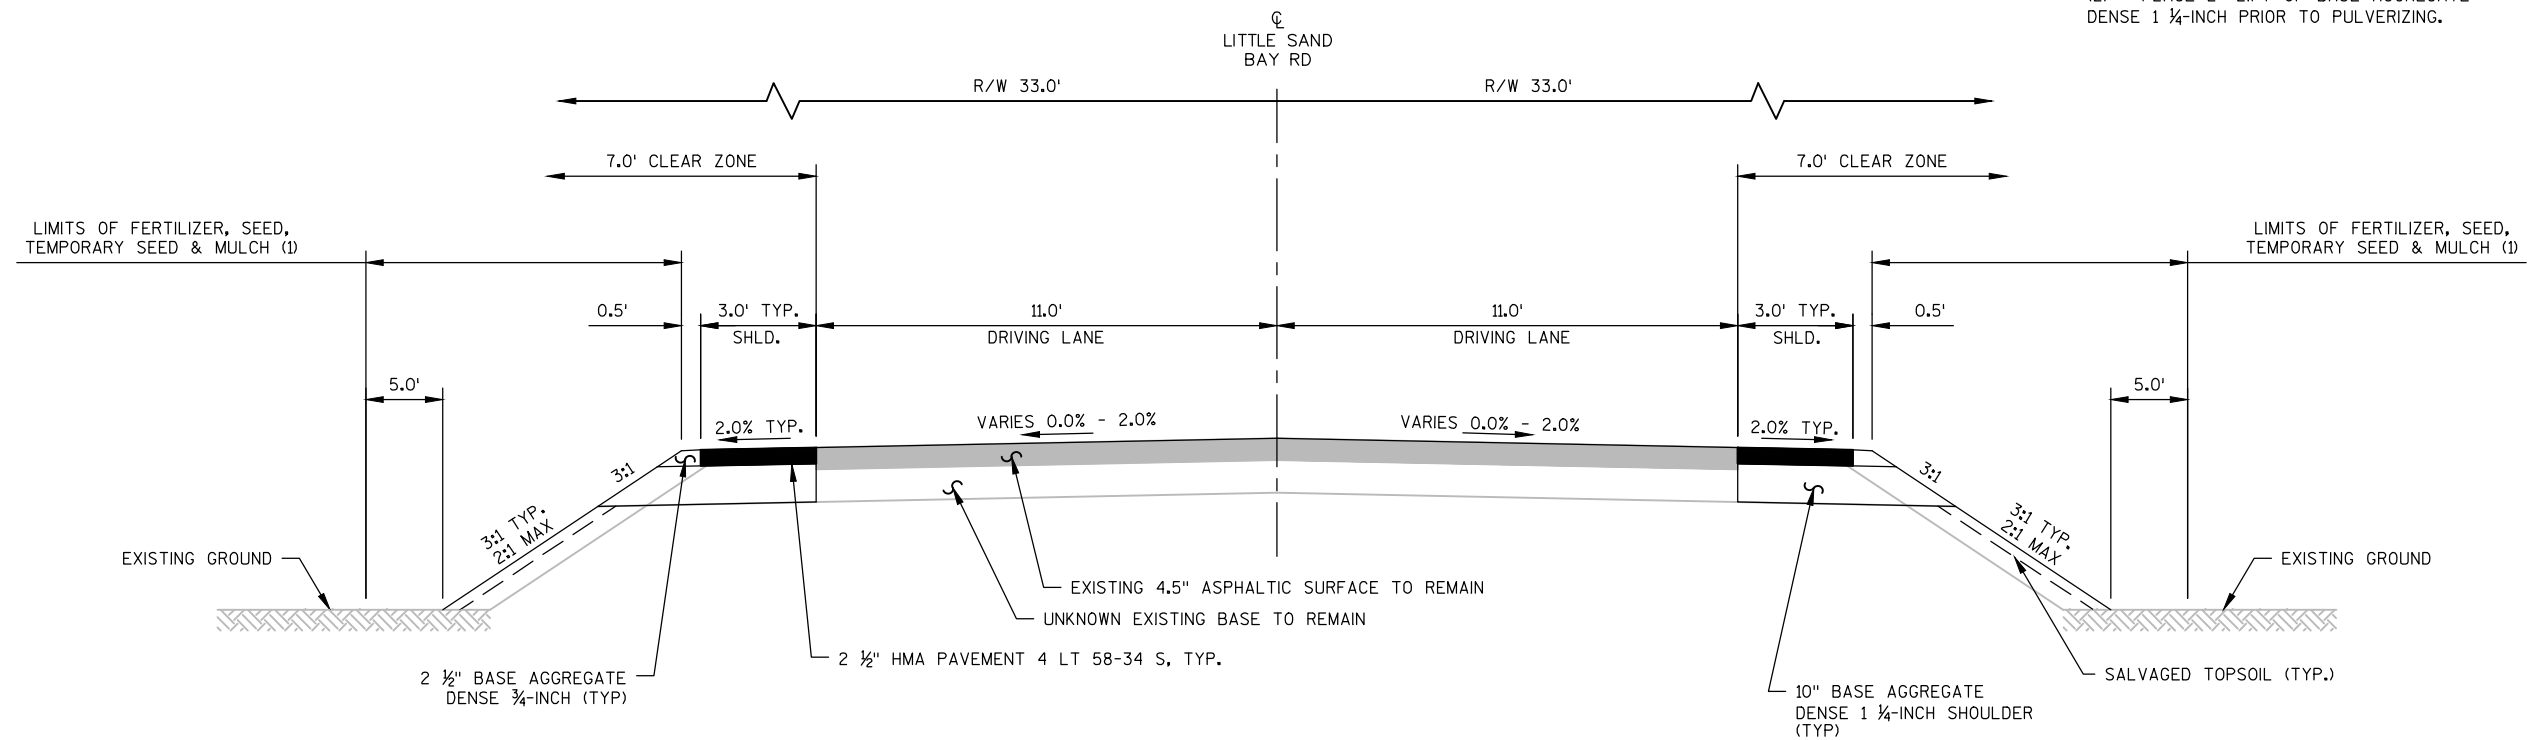 DENSE 1 ¼-INCH PRIOR TO PULVERIZING.
℄
LITTLE SAND
BAY RD
R/W 33.0'
R/W 33.0'
7.0' CLEAR ZONE
7.0' CLEAR ZONE
LIMITS OF FERTILIZER, SEED,
TEMPORARY SEED & MULCH (1)
LIMITS OF FERTILIZER, SEED,
TEMPORARY SEED & MULCH (1)
0.5'
3.0' TYP.
SHLD.
11.0'
DRIVING LANE
11.0'
DRIVING LANE
3.0' TYP.
SHLD.
0.5'
5.0'
5.0'
2.0% TYP.
VARIES 0.0% - 2.0%
VARIES 0.0% - 2.0%
2.0% TYP.
3:1
3:1
3:1 TYP.
2:1 MAX
3:1 TYP.
2:1 MAX
EXISTING GROUND
EXISTING GROUND
EXISTING 4.5" ASPHALTIC SURFACE TO REMAIN
UNKNOWN EXISTING BASE TO REMAIN
2 ½" HMA PAVEMENT 4 LT 58-34 S, TYP.
2 ½" BASE AGGREGATE
DENSE ¾-INCH (TYP)
SALVAGED TOPSOIL (TYP.)
10" BASE AGGREGATE
DENSE 1 ¼-INCH SHOULDER
(TYP)